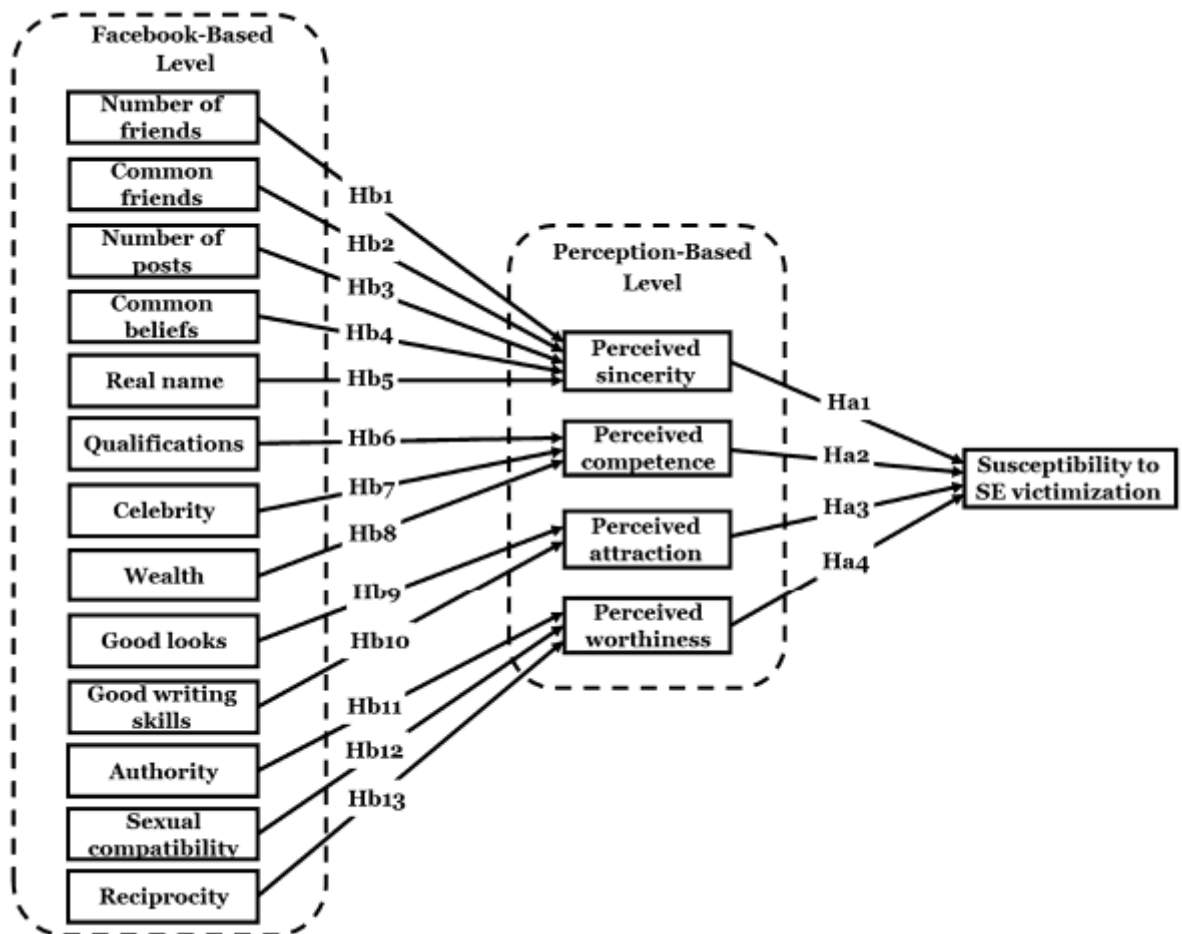 Facebook-Based
Level
Number of
friends
Common
friends
Number of
posts
Common
beliefs
Real name
Qualifications
Celebrity
Wealth
Good looks
Good writing
skills
Authority
Sexual
compatibility
Reciprocity
Hb1
Hb2
Hb3
Hb4
Hb5
Hb6
Hb7
Hb8
Hb9
Hb10
Hb11
Hb12
Hb13
Perception-Based
Level
Perceived
sincerity
Perceived
competence
Perceived
attraction
Perceived
worthiness
Ha1
Ha2
Ha3
Ha4
Susceptibility to
SE victimization